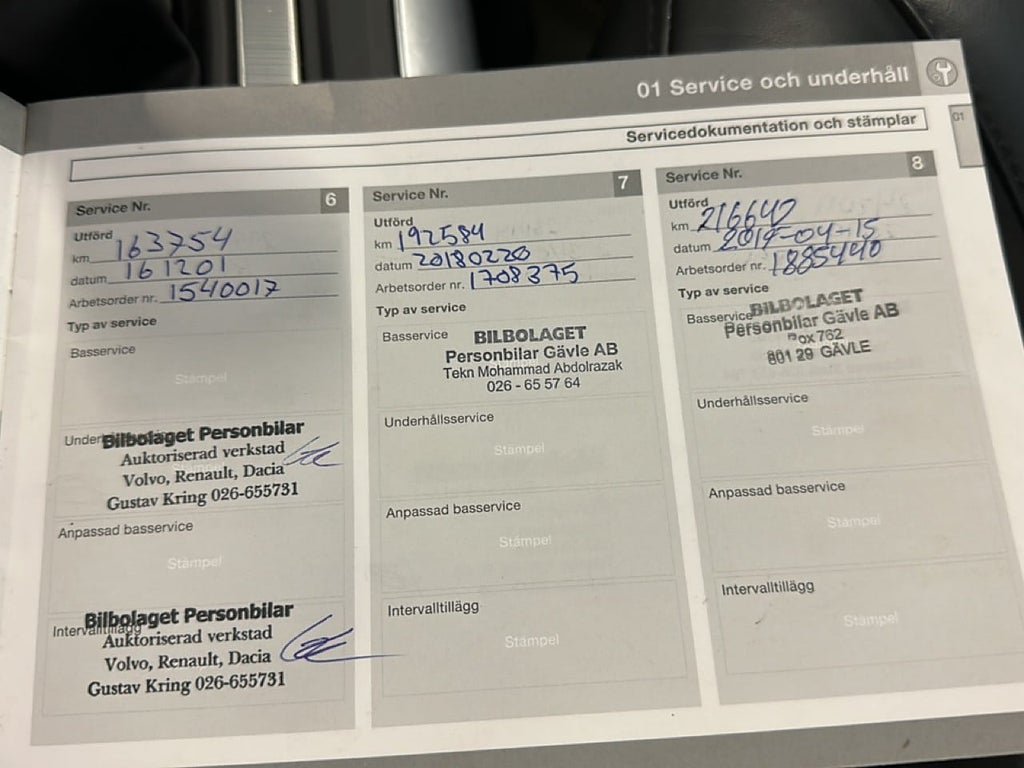 01 Service och underhåll
01
Servicedokumentation och stämplar
Service Nr. 6
Utförd
km 163754
datum 161201
Arbetsorder nr. 1540017
Typ av service
Basservice
Stämpel
Underhållsservice
Bilbolaget Personbilar
Auktoriserad verkstad
Volvo, Renault, Dacia
Gustav Kring 026-655731
Anpassad basservice
Stämpel
Intervalltillägg
Bilbolaget Personbilar
Auktoriserad verkstad
Volvo, Renault, Dacia
Gustav Kring 026-655731
Service Nr. 7
Utförd
km 192584
datum 20180220
Arbetsorder nr. 1708375
Typ av service
Basservice
BILBOLAGET
Personbilar Gävle AB
Tekn Mohammad Abdolrazak
026 - 65 57 64
Underhållsservice
Stämpel
Anpassad basservice
Stämpel
Intervalltillägg
Stämpel
Service Nr. 8
Utförd
km 216640
datum 2019-04-15
Arbetsorder nr. 1885440
Typ av service
Basservice
BILBOLAGET
Personbilar Gävle AB
Box 762
801 29 GÄVLE
Underhållsservice
Stämpel
Anpassad basservice
Stämpel
Intervalltillägg
Stämpel